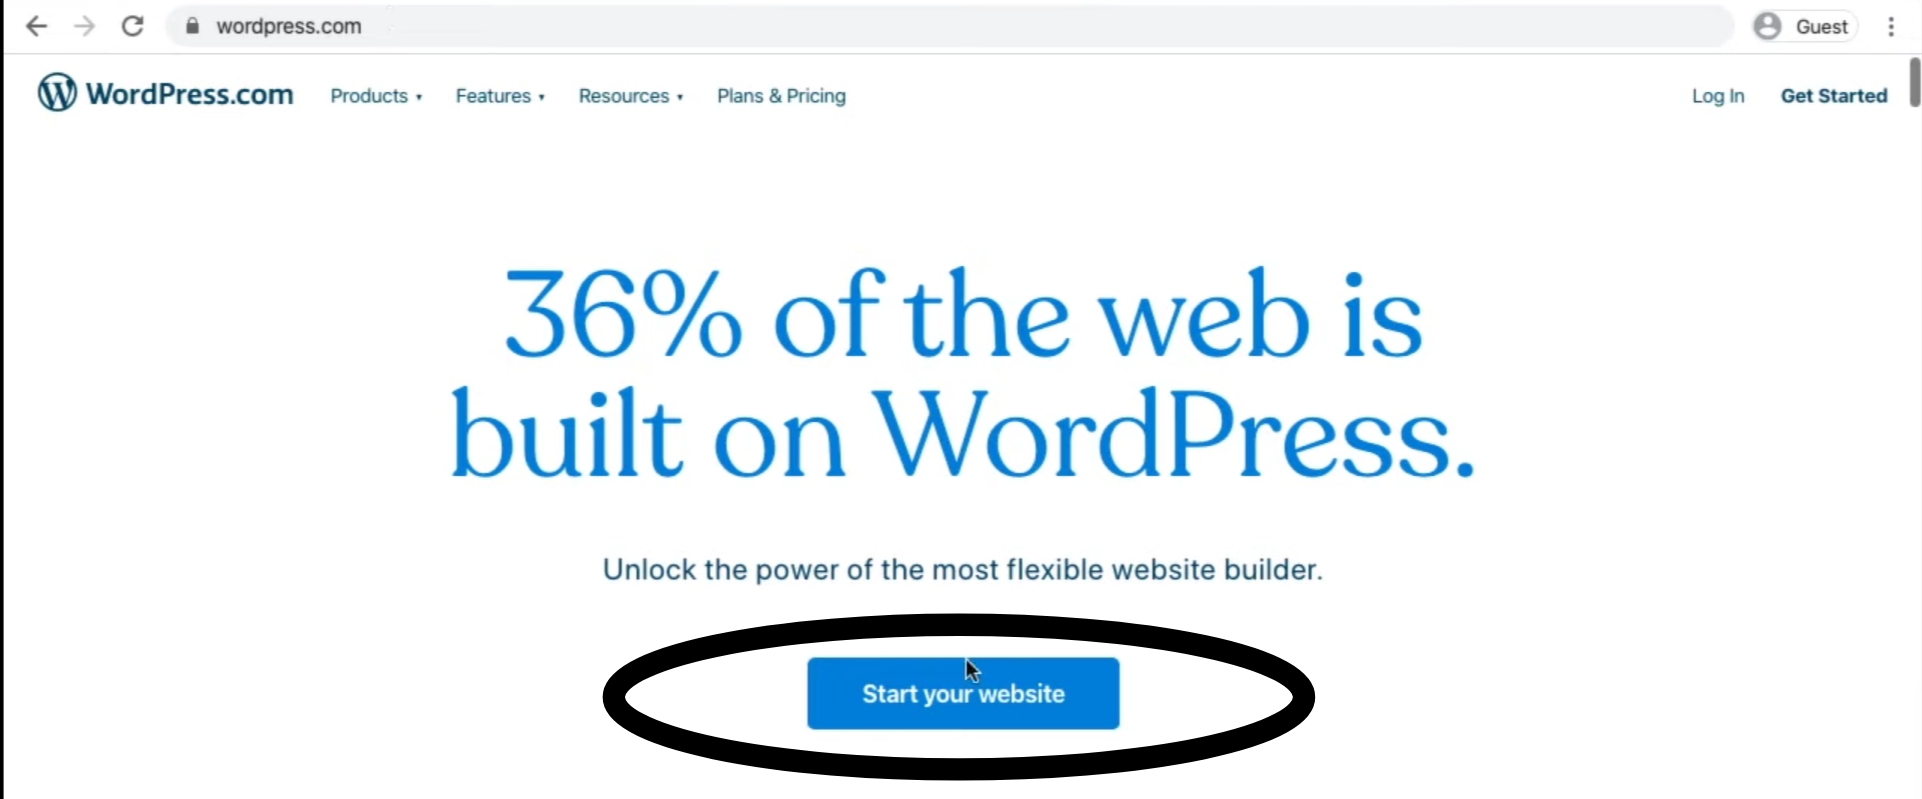 wordpress.com
Guest
WordPress.com Products Features Resources Plans & Pricing Log In Get Started
36% of the web is
built on WordPress.
Unlock the power of the most flexible website builder.
Start your website